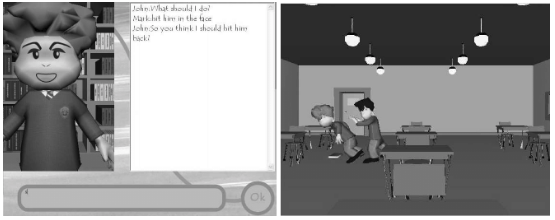 John:What should I do?
Mark:hit him in the face
John:So you think I should hit him
back?
Ok